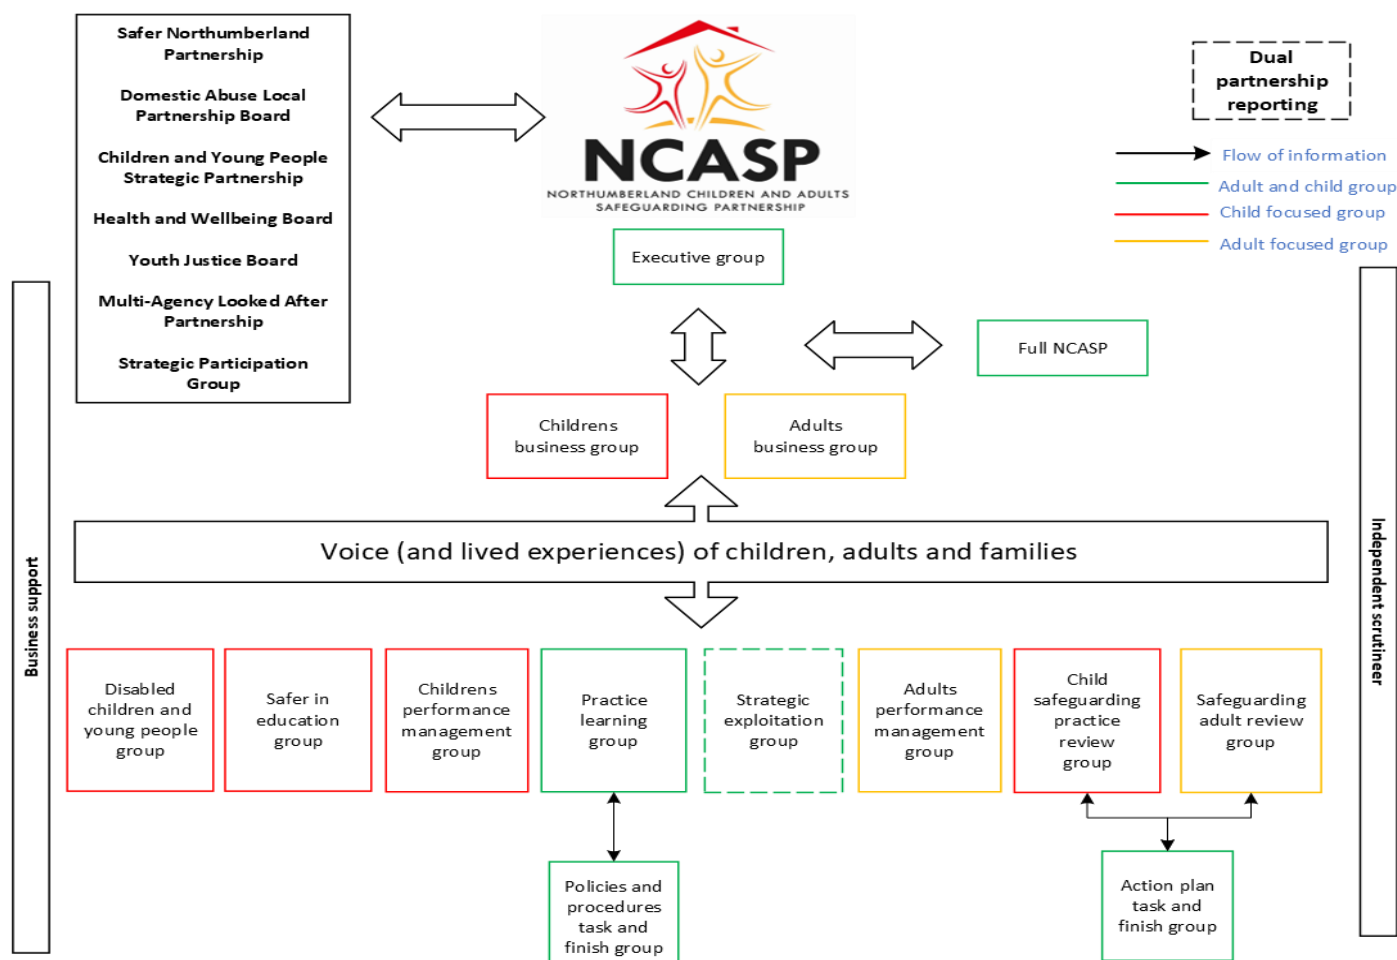 Safer Northumberland
Partnership
Domestic Abuse Local
Partnership Board
Children and Young People
Strategic Partnership
Health and Wellbeing Board
Youth Justice Board
Multi-Agency Looked After
Partnership
Strategic Participation
Group
NCASP
NORTHUMBERLAND CHILDREN AND ADULTS
SAFEGUARDING PARTNERSHIP
Dual
partnership
reporting
Flow of information
Adult and child group
Child focused group
Adult focused group
Executive group
Full NCASP
Childrens
business group
Adults
business group
Business support
Voice (and lived experiences) of children, adults and families
Independent scrutineer
Disabled
children and
young people
group
Safer in
education
group
Childrens
performance
management
group
Practice
learning
group
Strategic
exploitation
group
Adults
performance
management
group
Child
safeguarding
practice
review
group
Safeguarding
adult review
group
Policies and
procedures
task and
finish group
Action plan
task and
finish group